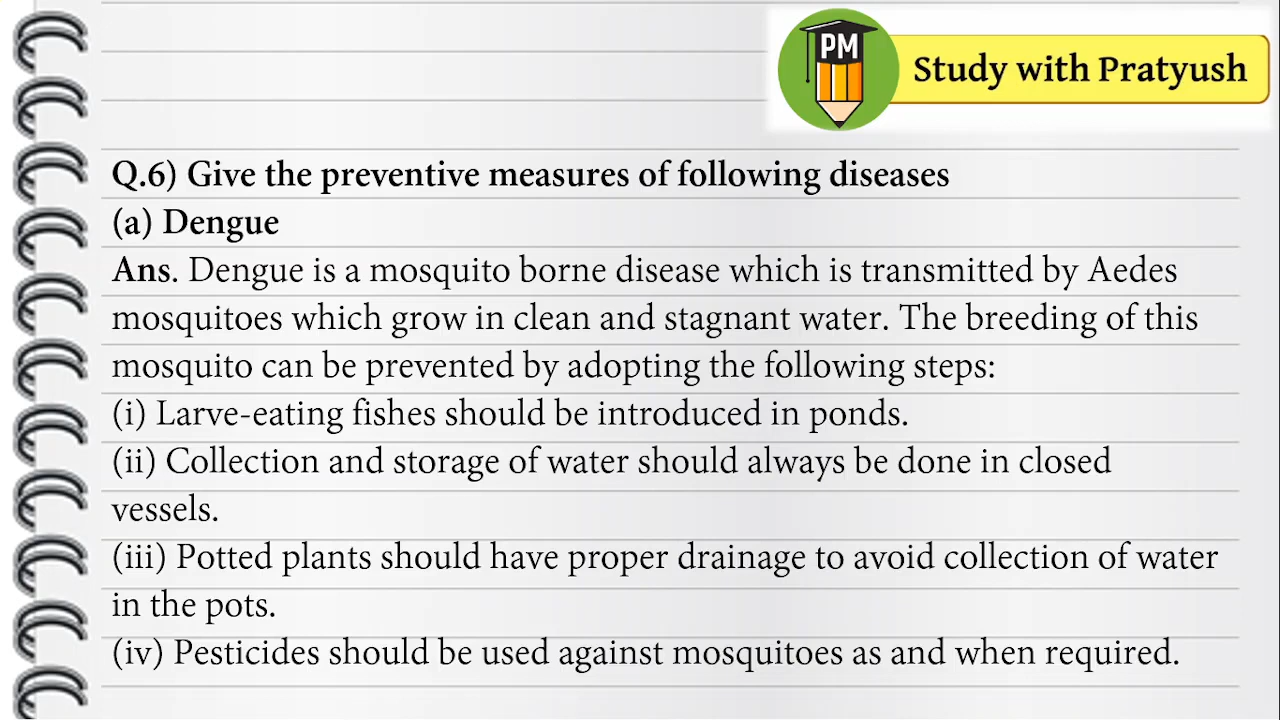 PM
Study with Pratyush
Q.6) Give the preventive measures of following diseases
(a) Dengue
Ans. Dengue is a mosquito borne disease which is transmitted by Aedes
mosquitoes which grow in clean and stagnant water. The breeding of this
mosquito can be prevented by adopting the following steps:
(i) Larve-eating fishes should be introduced in ponds.
(ii) Collection and storage of water should always be done in closed
vessels.
(iii) Potted plants should have proper drainage to avoid collection of water
in the pots.
(iv) Pesticides should be used against mosquitoes as and when required.